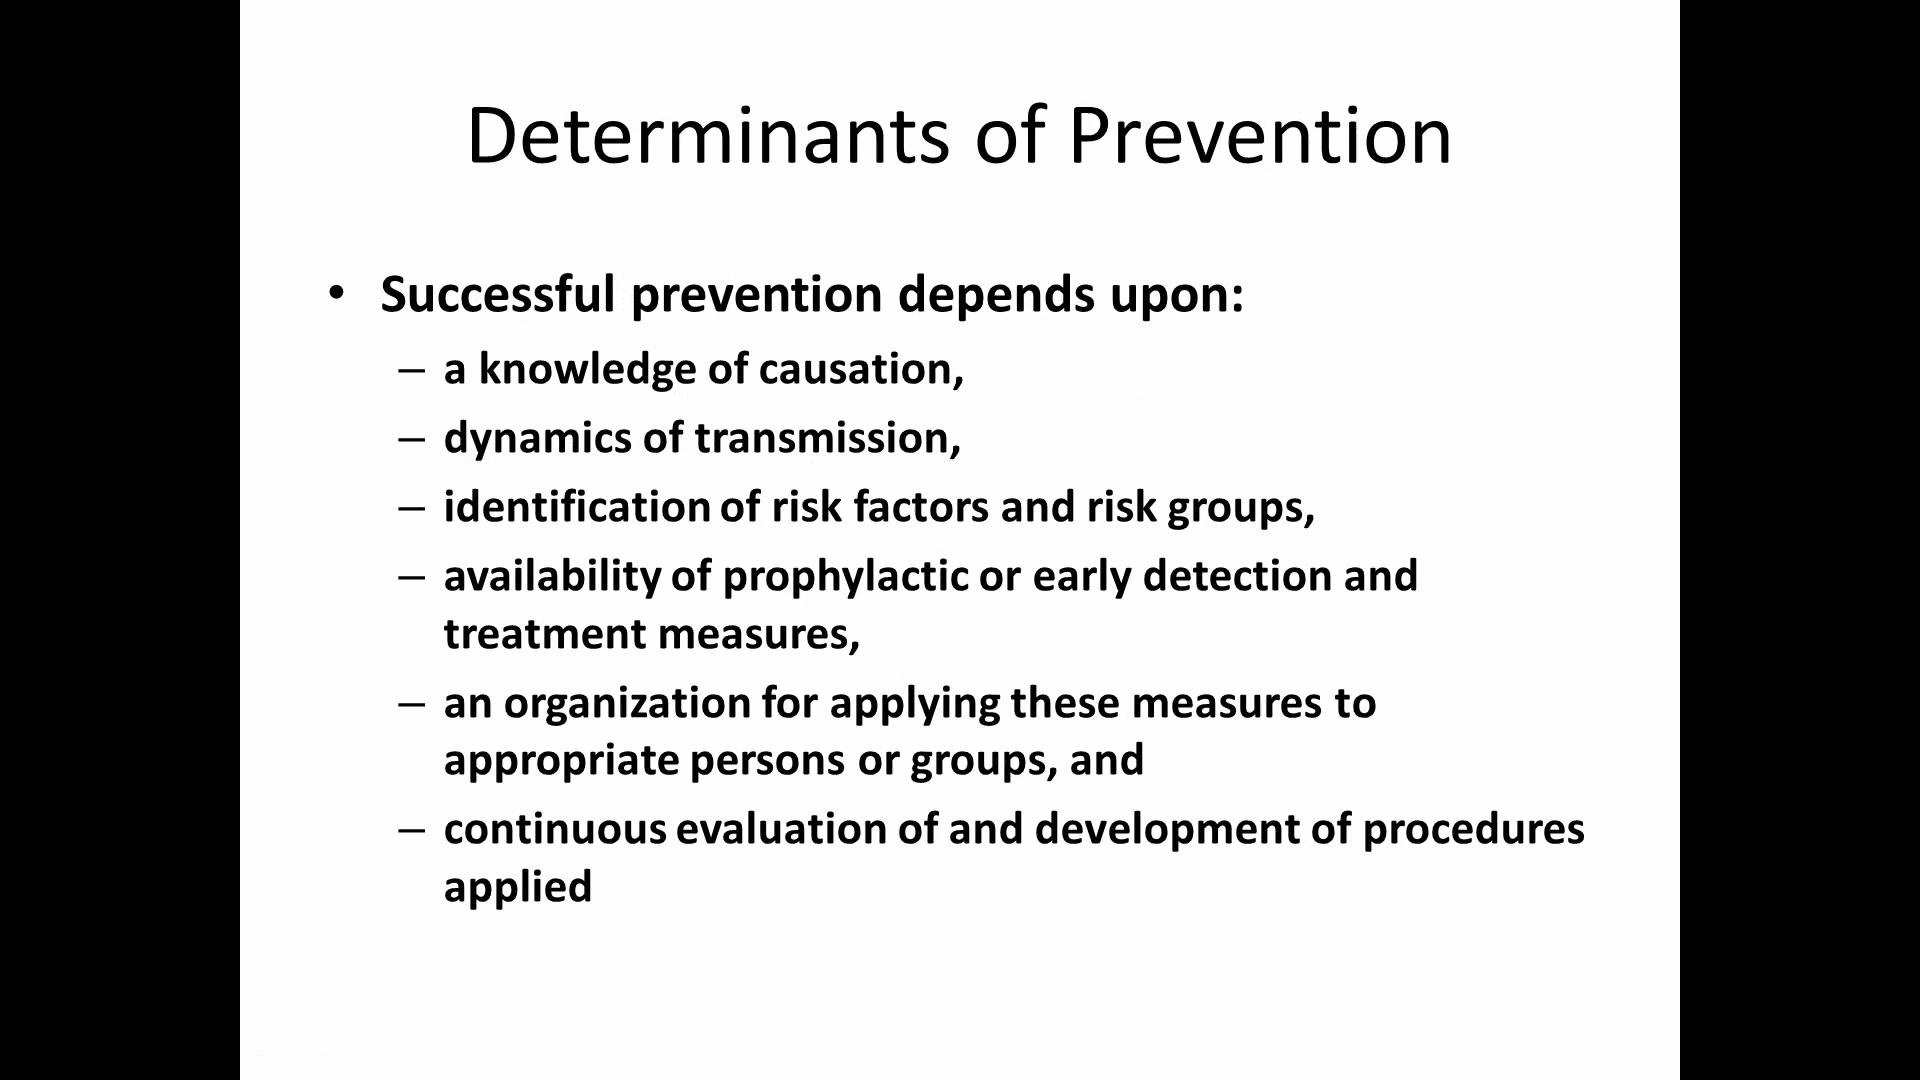 Determinants of Prevention
• Successful prevention depends upon:
– a knowledge of causation,
– dynamics of transmission,
– identification of risk factors and risk groups,
– availability of prophylactic or early detection and
treatment measures,
– an organization for applying these measures to
appropriate persons or groups, and
– continuous evaluation of and development of procedures
applied